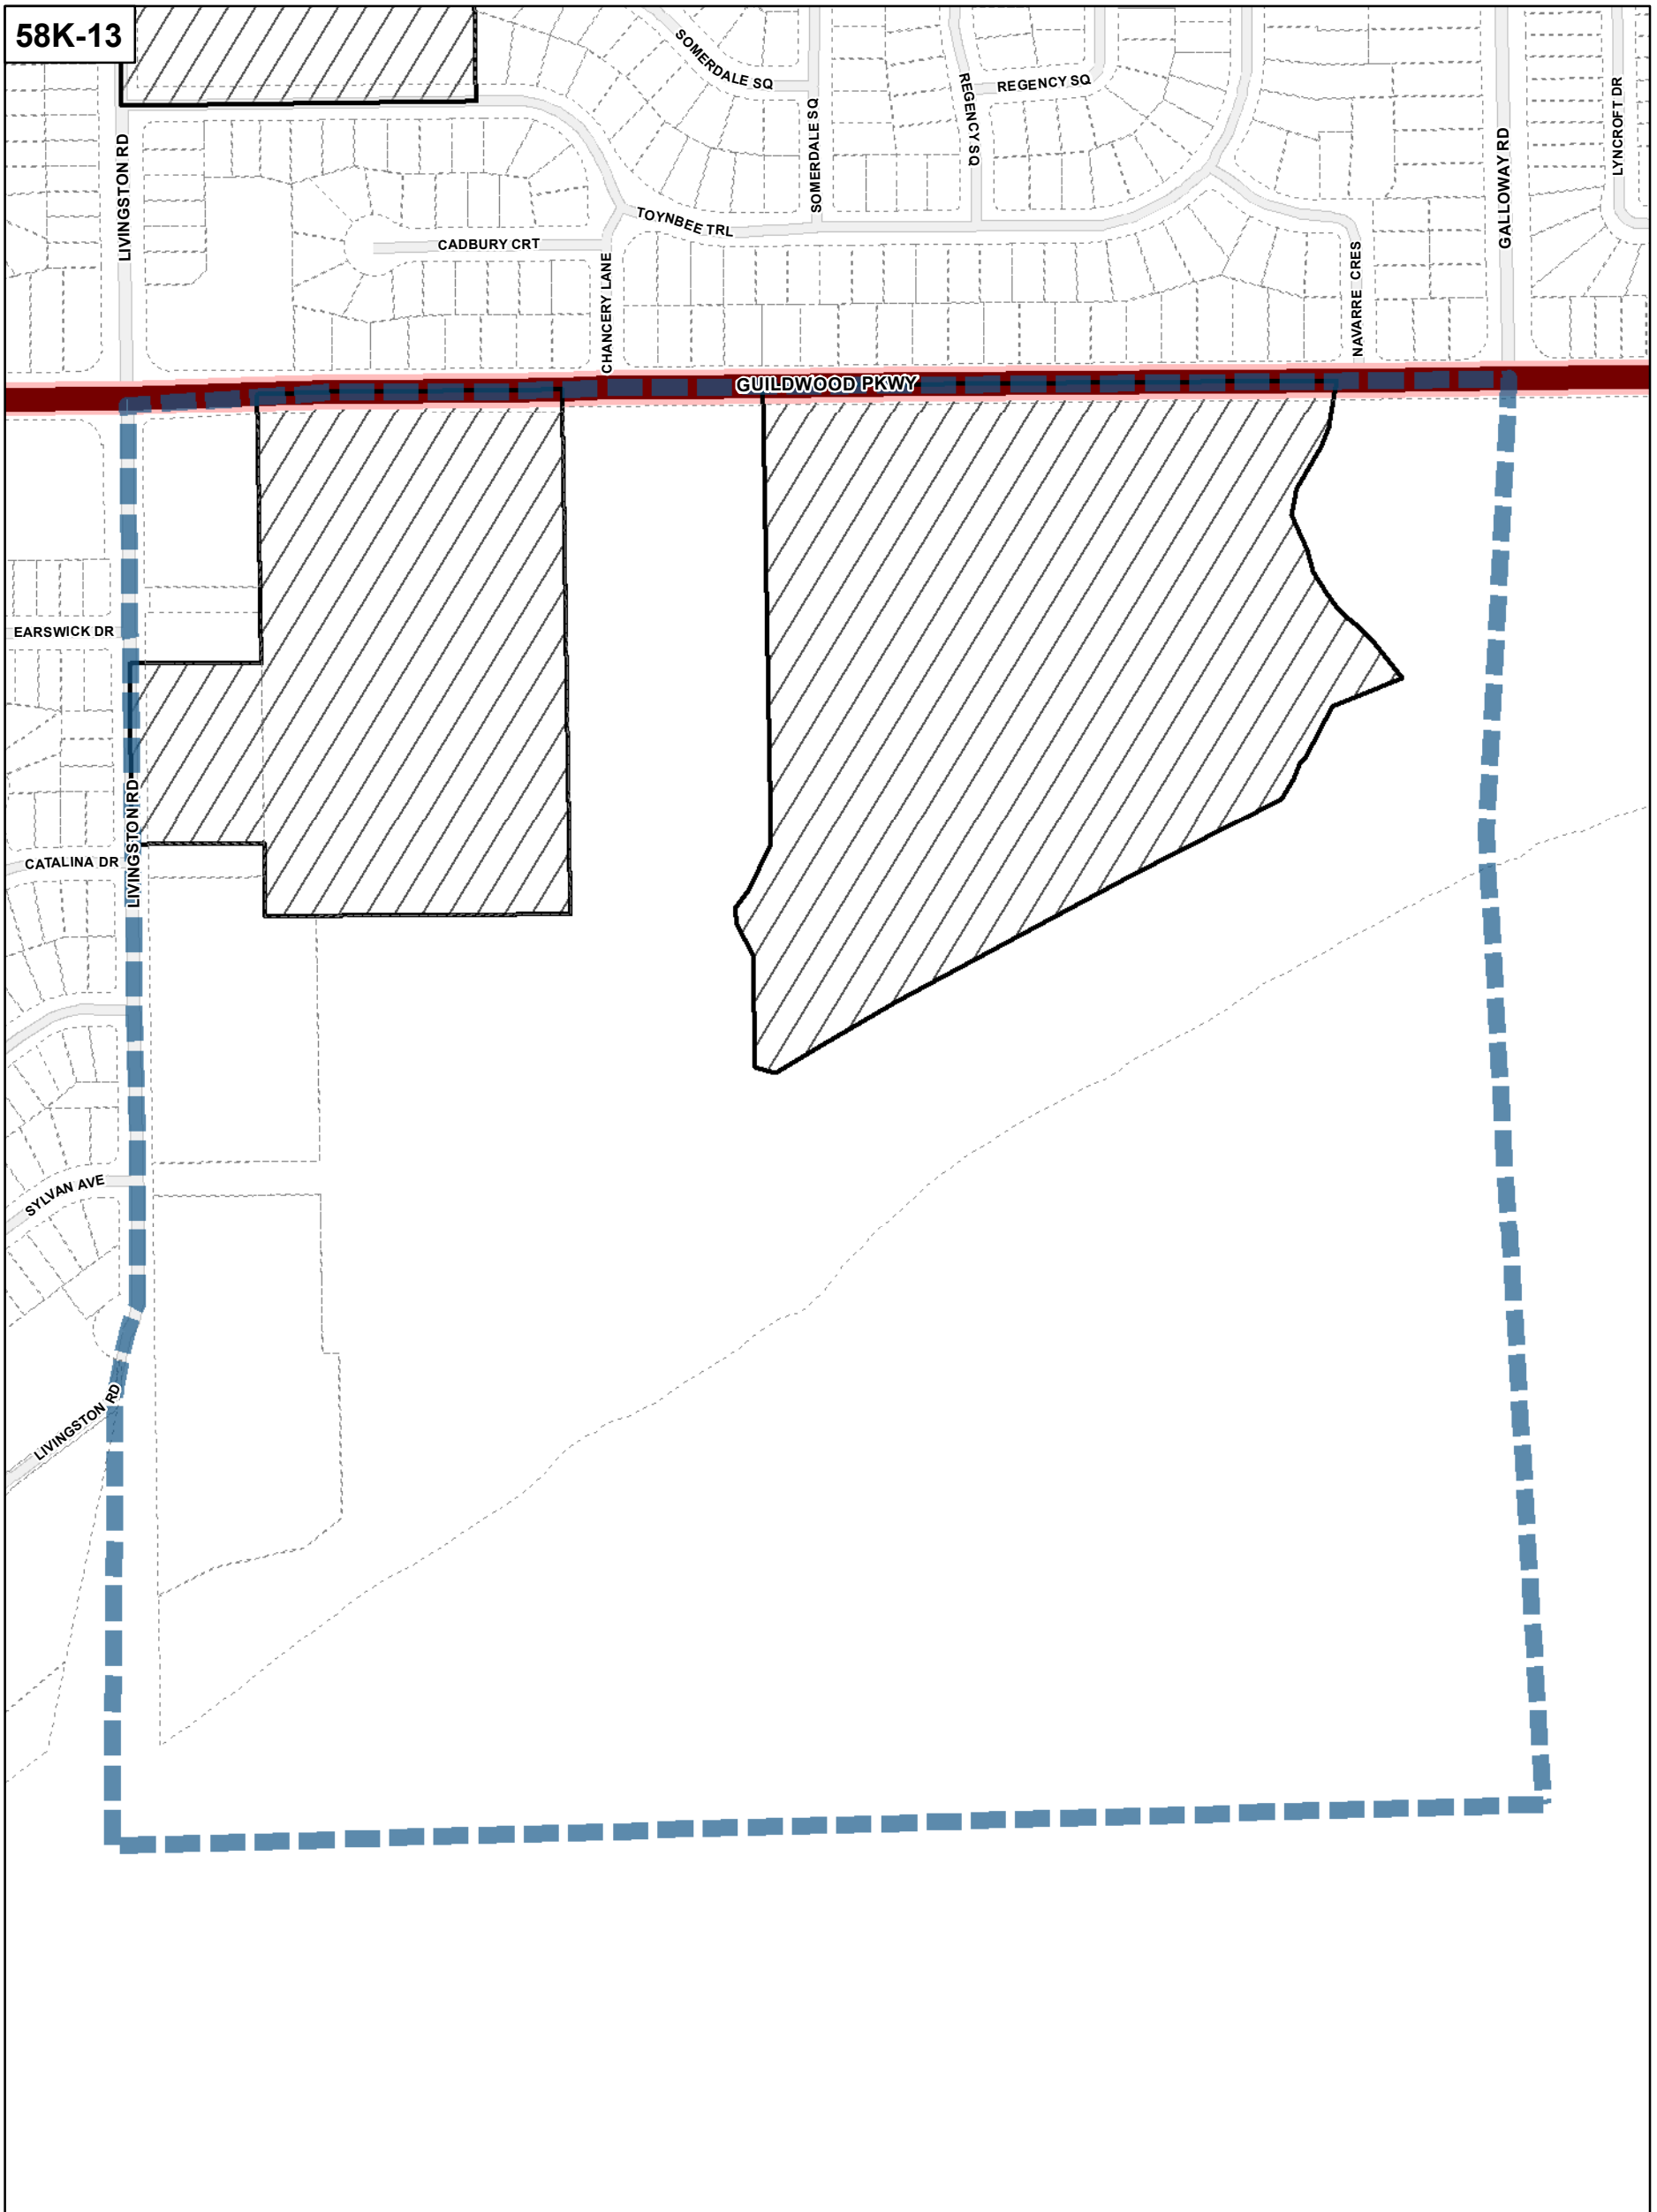 58K-13
SOMERDALE SQ
REGENCY SQ
REGENCY SQ
LYNCROFT DR
SOMERDALE SQ
LIVINGSTON RD
GALLOWAY RD
TOYNBEE TRL
CADBURY CRT
CHANCERY LANE
NAVARRE CRES
GUILDWOOD PKWY
EARSWICK DR
LIVINGSTON RD
CATALINA DR
SYLVAN AVE
LIVINGSTON RD